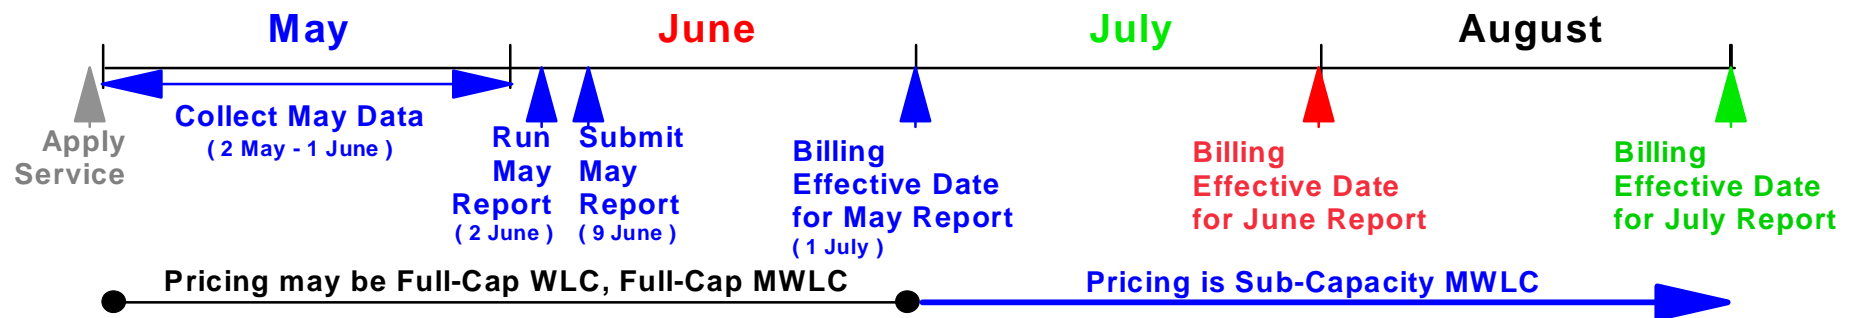 May
June
July
August
Apply
Service
Collect May Data
( 2 May - 1 June )
Run
May
Report
( 2 June )
Submit
May
Report
( 9 June )
Billing
Effective Date
for May Report
( 1 July )
Billing
Effective Date
for June Report
Billing
Effective Date
for July Report
Pricing may be Full-Cap WLC, Full-Cap MWLC
Pricing is Sub-Capacity MWLC